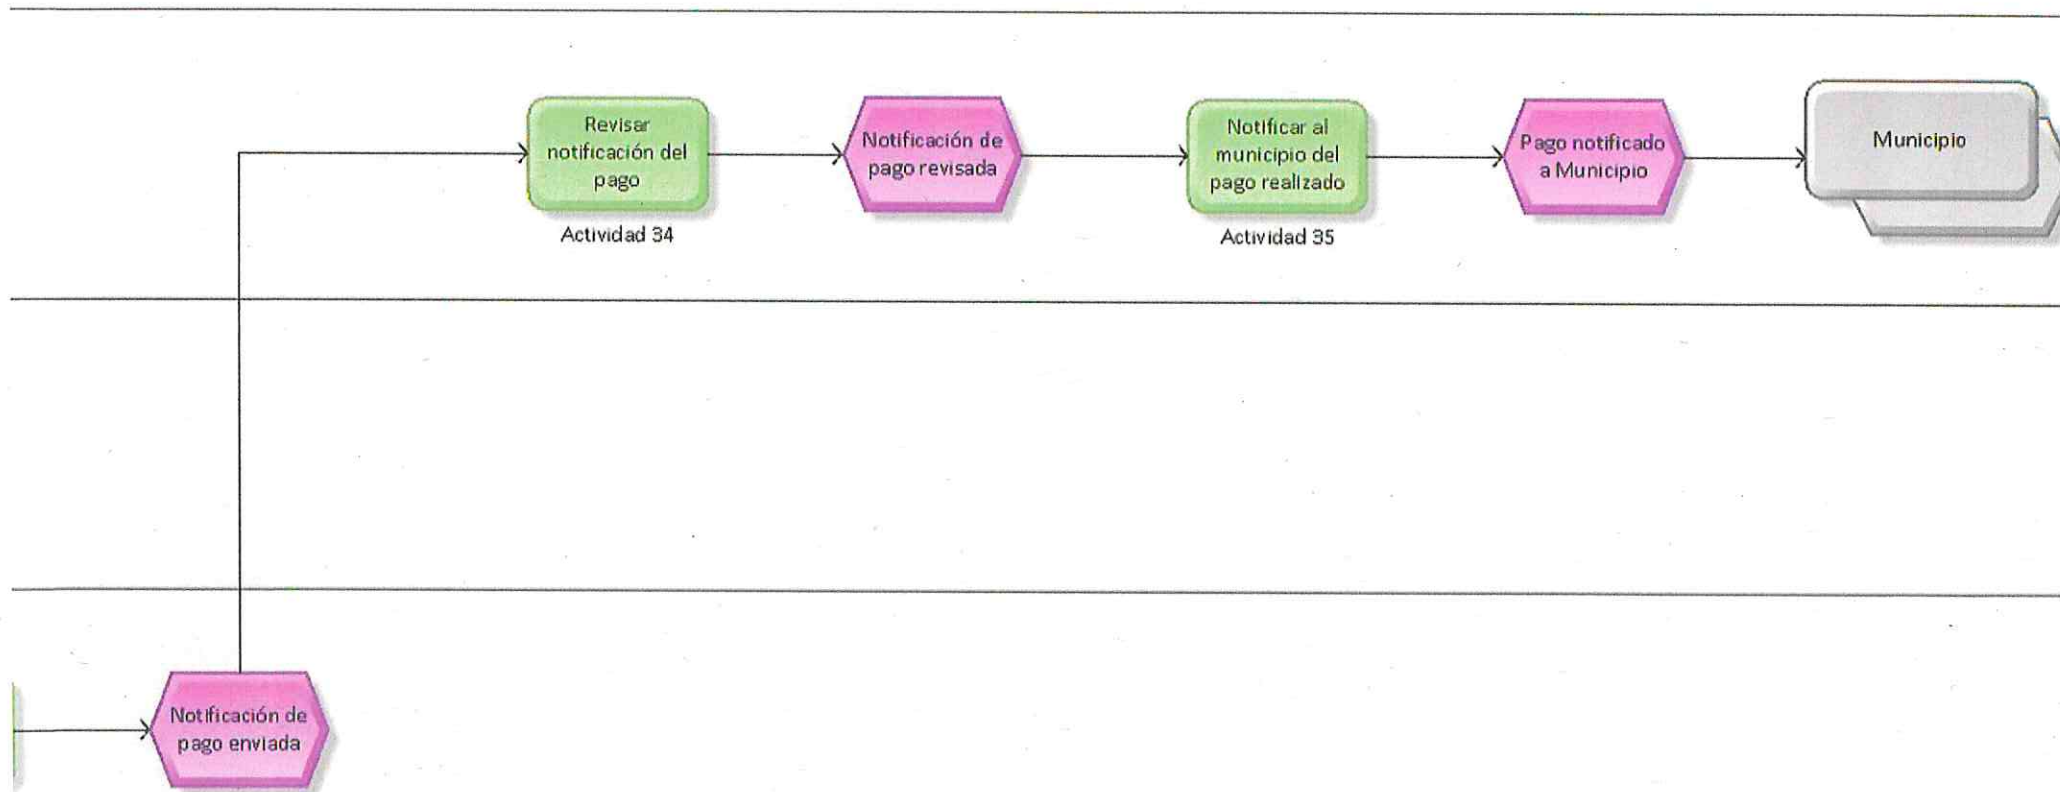 Revisar
notificación del
pago
Actividad 34
Notificación de
pago revisada
Notificar al
municipio del
pago realizado
Actividad 35
Pago notificado
a Municipio
Municipio
Notificación de
pago enviada